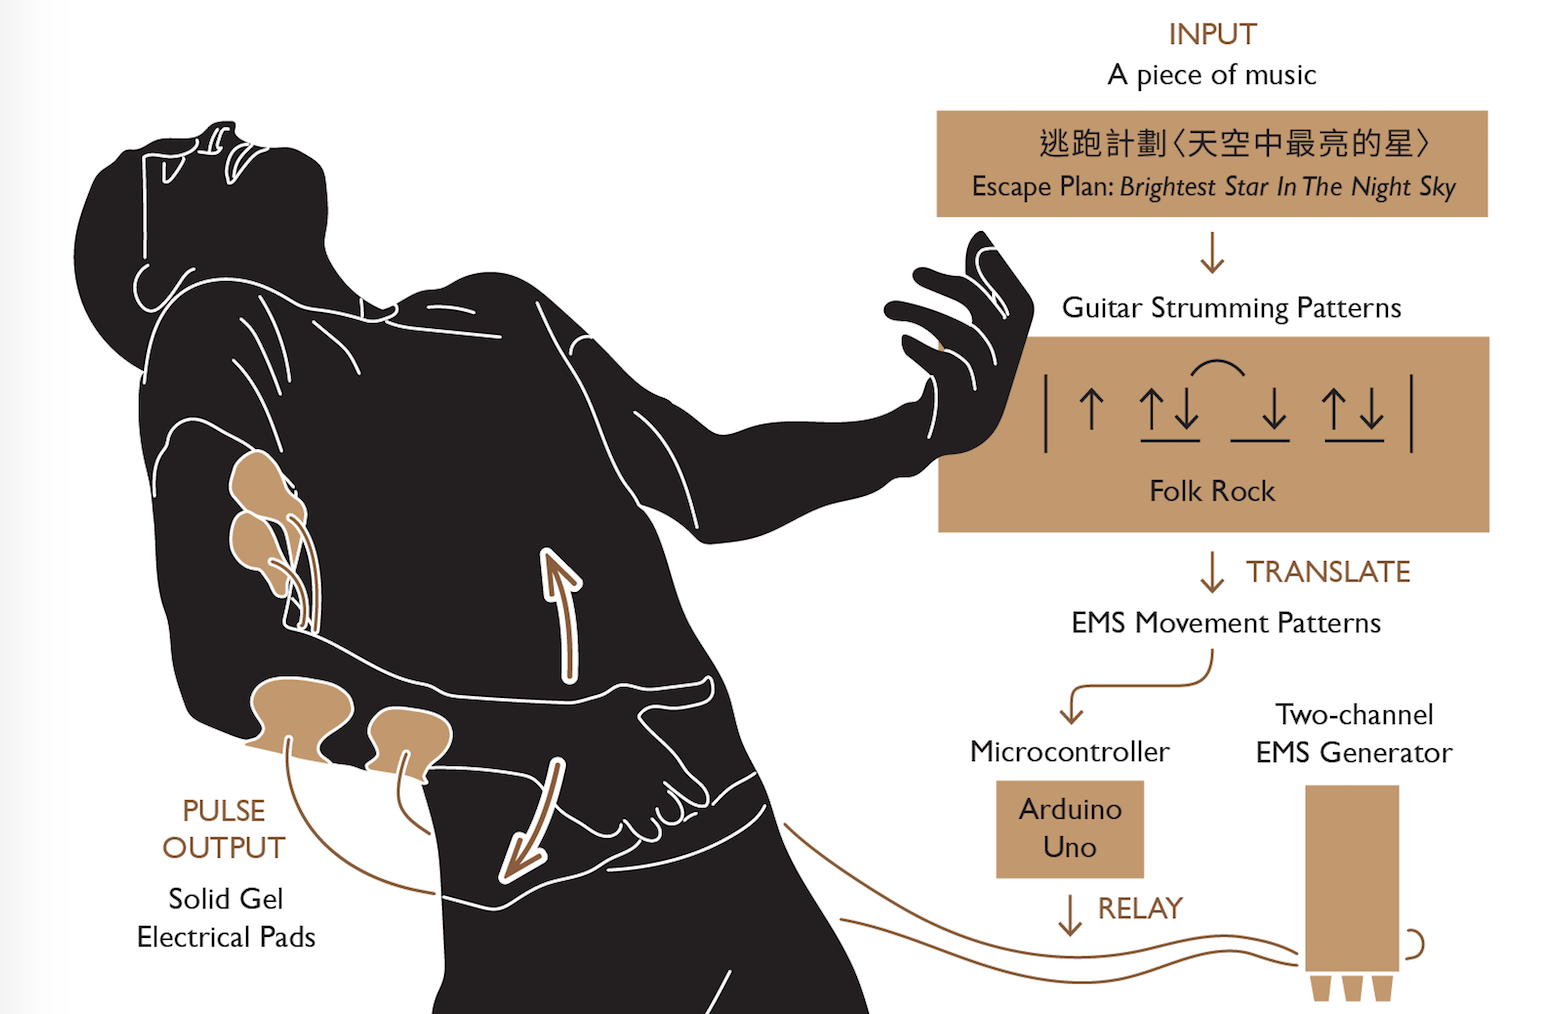 INPUT
A piece of music
逃跑計劃〈天空中最亮的星〉
Escape Plan: Brightest Star In The Night Sky
Guitar Strumming Patterns
Folk Rock
TRANSLATE
EMS Movement Patterns
Microcontroller
Arduino
Uno
RELAY
Two-channel
EMS Generator
PULSE
OUTPUT
Solid Gel
Electrical Pads